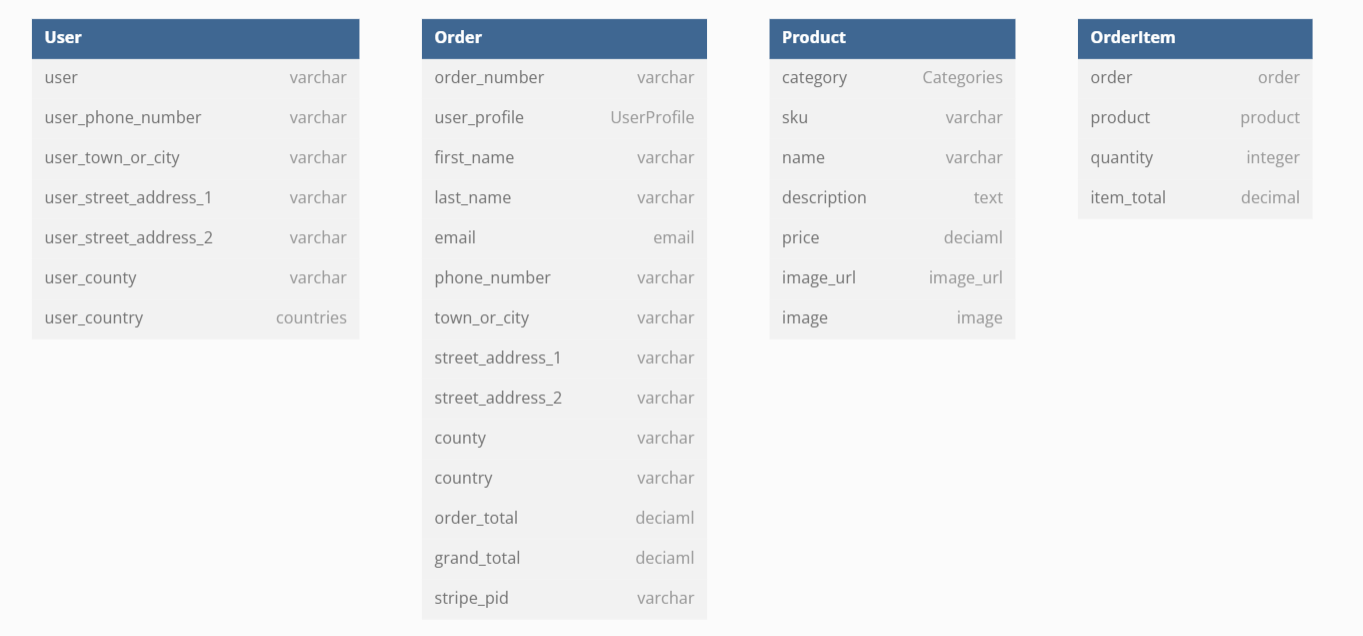 User
user varchar
user_phone_number varchar
user_town_or_city varchar
user_street_address_1 varchar
user_street_address_2 varchar
user_county varchar
user_country countries
Order
order_number varchar
user_profile UserProfile
first_name varchar
last_name varchar
email email
phone_number varchar
town_or_city varchar
street_address_1 varchar
street_address_2 varchar
county varchar
country varchar
order_total deciaml
grand_total deciaml
stripe_pid varchar
Product
category Categories
sku varchar
name varchar
description text
price deciaml
image_url image_url
image image
OrderItem
order order
product product
quantity integer
item_total decimal